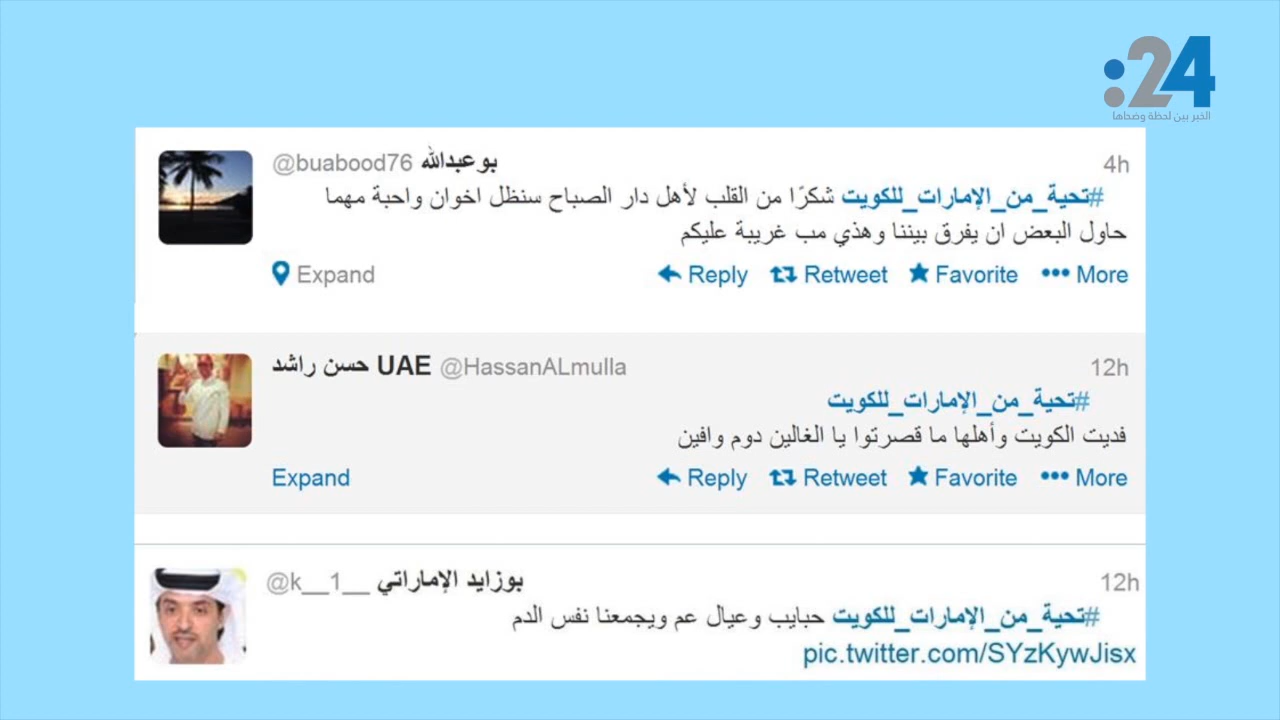 :24
الخبر بين لحظة وضحاها
بوعبدالله @buabood76 4h
#تحية_من_الإمارات_للكويت شكرًا من القلب لأهل دار الصباح سنظل اخوان واحبة مهما
حاول البعض ان يفرق بيننا وهذي مب غريبة عليكم
Expand Reply Retweet Favorite More
حسن راشد UAE @HassanALmulla 12h
#تحية_من_الإمارات_للكويت
فديت الكويت وأهلها ما قصرتوا يا الغالين دوم وافين
Expand Reply Retweet Favorite More
بوزايد الإماراتي @k__1__ 12h
#تحية_من_الإمارات_للكويت حبايب وعيال عم ويجمعنا نفس الدم
pic.twitter.com/SYzKywJisx